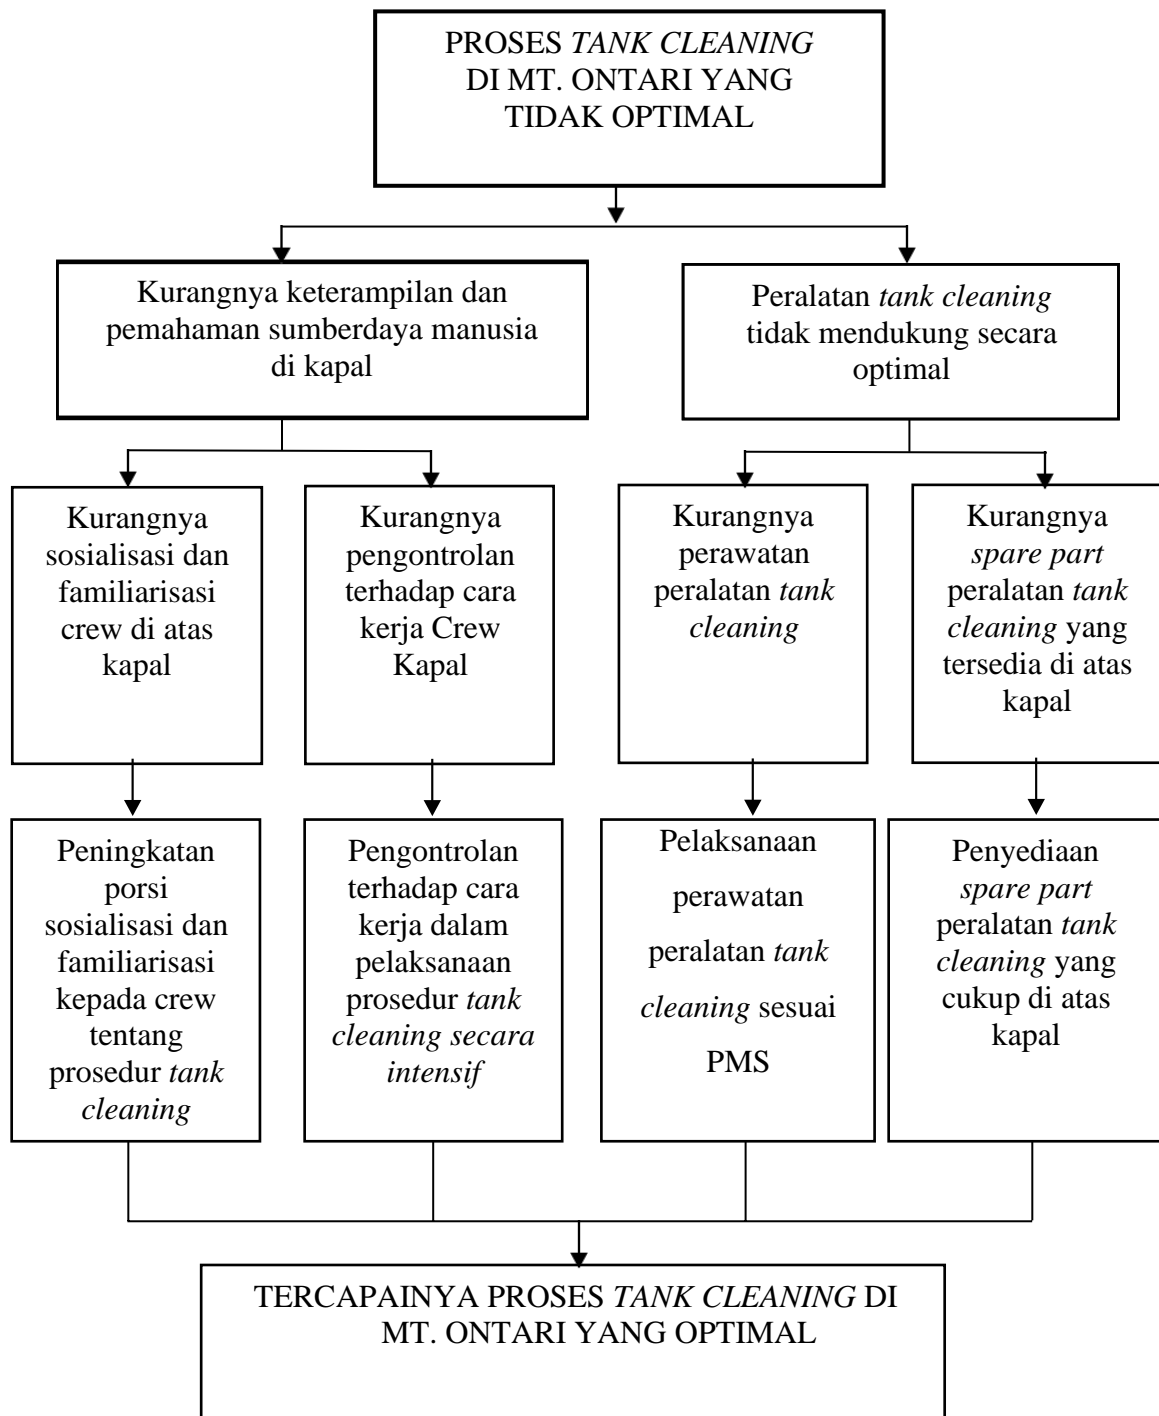 PROSES TANK CLEANING
DI MT. ONTARI YANG
TIDAK OPTIMAL
Kurangnya keterampilan dan
pemahaman sumberdaya manusia
di kapal
Peralatan tank cleaning
tidak mendukung secara
optimal
Kurangnya
sosialisasi dan
familiarisasi
crew di atas
kapal
Kurangnya
pengontrolan
terhadap cara
kerja Crew
Kapal
Kurangnya
perawatan
peralatan tank
cleaning
Kurangnya
spare part
peralatan tank
cleaning yang
tersedia di atas
kapal
Peningkatan
porsi
sosialisasi dan
familiarisasi
kepada crew
tentang
prosedur tank
cleaning
Pengontrolan
terhadap cara
kerja dalam
pelaksanaan
prosedur tank
cleaning secara
intensif
Pelaksanaan
perawatan
peralatan tank
cleaning sesuai
PMS
Penyediaan
spare part
peralatan tank
cleaning yang
cukup di atas
kapal
TERCAPAINYA PROSES TANK CLEANING DI
MT. ONTARI YANG OPTIMAL